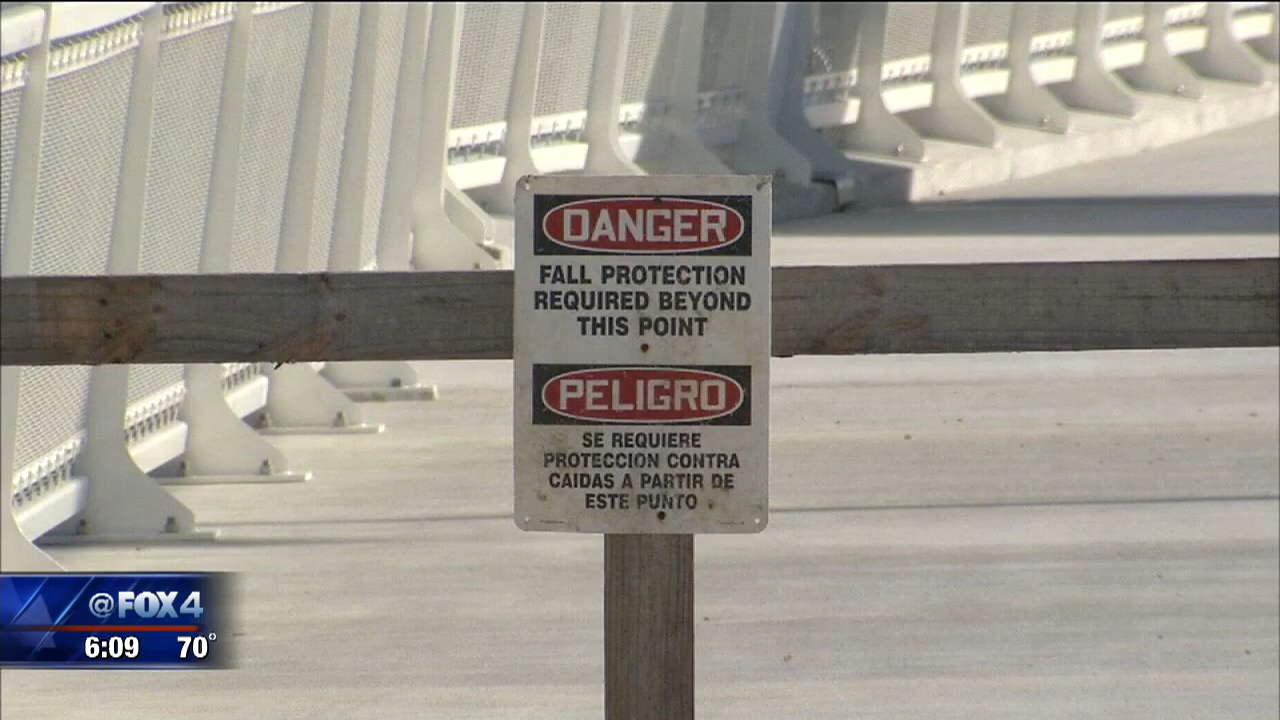 DANGER
FALL PROTECTION
REQUIRED BEYOND
THIS POINT
PELIGRO
SE REQUIERE
PROTECCION CONTRA
CAIDAS A PARTIR DE
ESTE PUNTO
@FOX4
6:09 70°